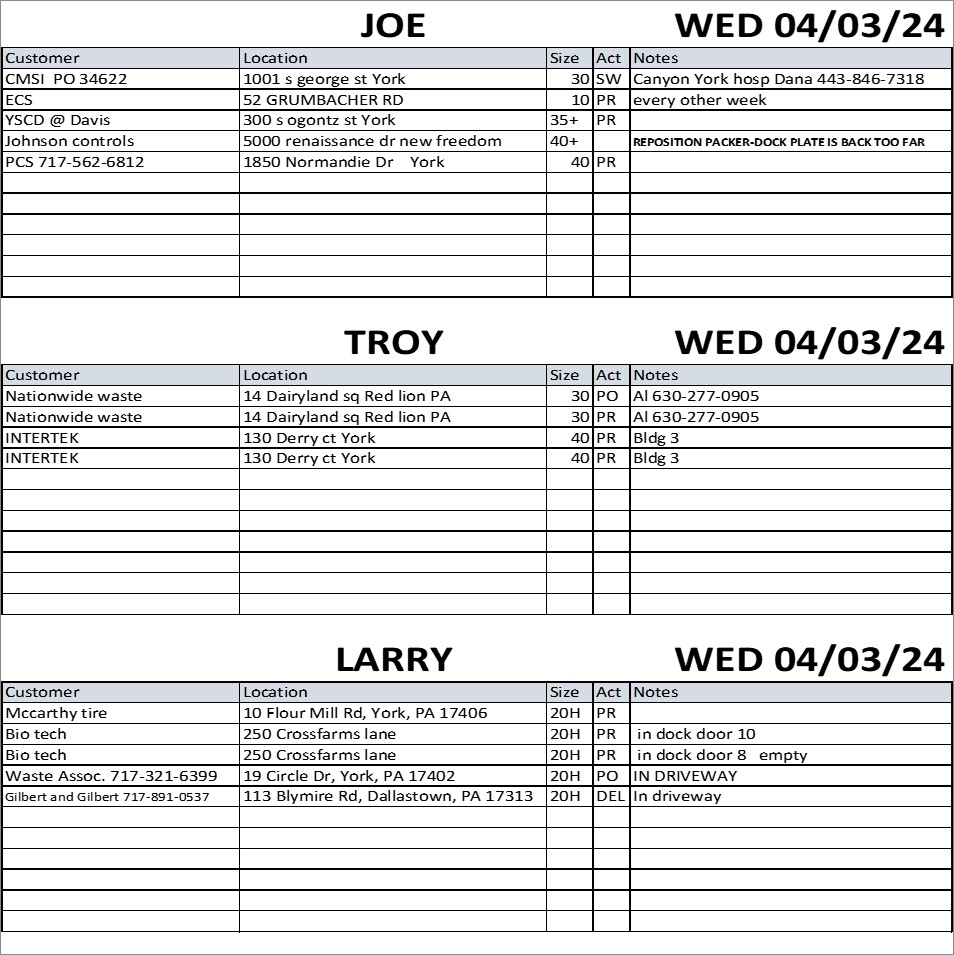 JOE WED 04/03/24
Customer Location Size Act Notes
CMSI PO 34622 1001 s george st York 30 SW Canyon York hosp Dana 443-846-7318
ECS 52 GRUMBACHER RD 10 PR every other week
YSCD @ Davis 300 s ogontz st York 35+ PR
Johnson controls 5000 renaissance dr new freedom 40+ REPOSITION PACKER-DOCK PLATE IS BACK TOO FAR
PCS 717-562-6812 1850 Normandie Dr York 40 PR
TROY WED 04/03/24
Customer Location Size Act Notes
Nationwide waste 14 Dairyland sq Red lion PA 30 PO Al 630-277-0905
Nationwide waste 14 Dairyland sq Red lion PA 30 PR Al 630-277-0905
INTERTEK 130 Derry ct York 40 PR Bldg 3
INTERTEK 130 Derry ct York 40 PR Bldg 3
LARRY WED 04/03/24
Customer Location Size Act Notes
Mccarthy tire 10 Flour Mill Rd, York, PA 17406 20H PR
Bio tech 250 Crossfarms lane 20H PR in dock door 10
Bio tech 250 Crossfarms lane 20H PR in dock door 8 empty
Waste Assoc. 717-321-6399 19 Circle Dr, York, PA 17402 20H PO IN DRIVEWAY
Gilbert and Gilbert 717-891-0537 113 Blymire Rd, Dallastown, PA 17313 20H DEL In driveway